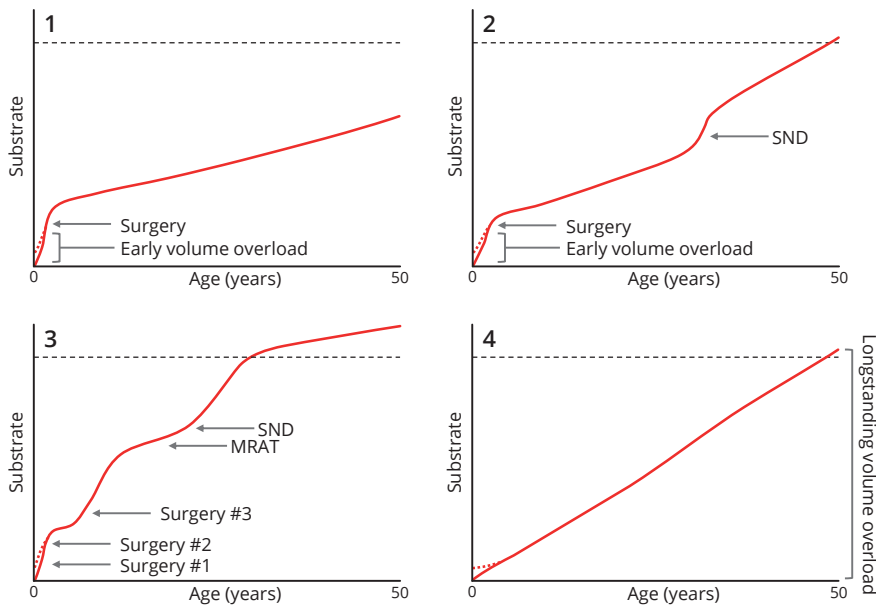 1
Substrate
Surgery
Early volume overload
0
Age (years)
50
2
Substrate
SND
Surgery
Early volume overload
0
Age (years)
50
3
Substrate
SND
MRAT
Surgery #3
Surgery #2
Surgery #1
0
Age (years)
50
4
Substrate
Longstanding volume overload
0
Age (years)
50